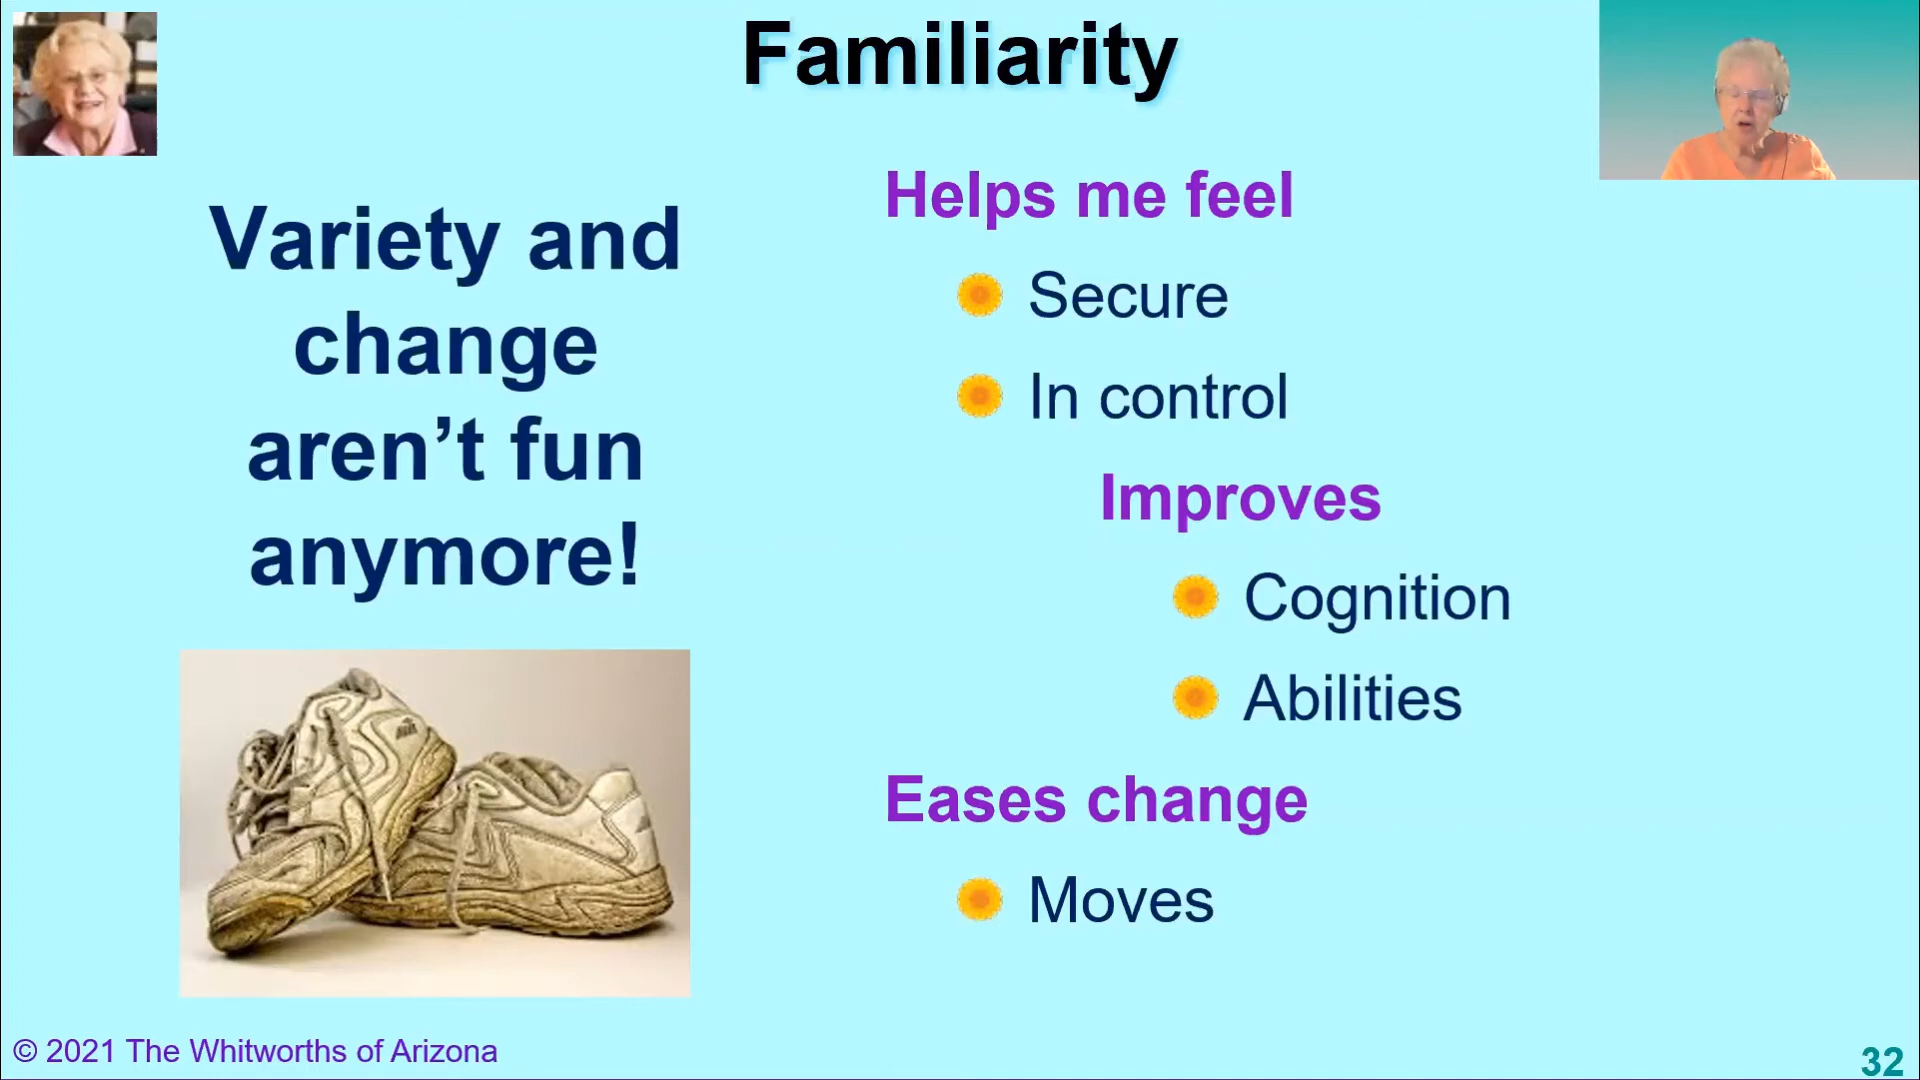 Familiarity
Variety and
change
aren’t fun
anymore!
Helps me feel
Secure
In control
Improves
Cognition
Abilities
Eases change
Moves
© 2021 The Whitworths of Arizona
32